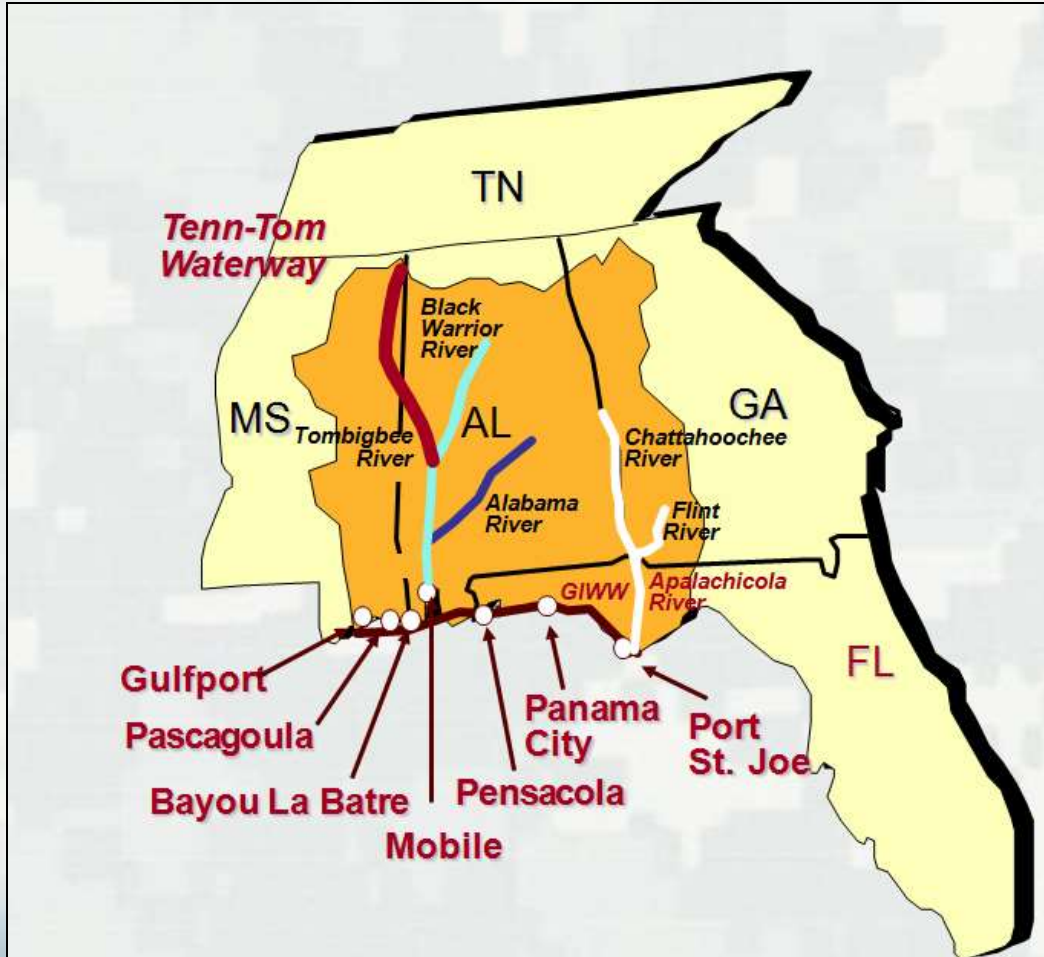 TN
Tenn-Tom
Waterway
Black
Warrior
River
MS
AL
GA
Tombigbee
River
Chattahoochee
River
Alabama
River
Flint
River
GIWW
Apalachicola
River
FL
Gulfport
Pascagoula
Bayou La Batre
Mobile
Pensacola
Panama
City
Port
St. Joe